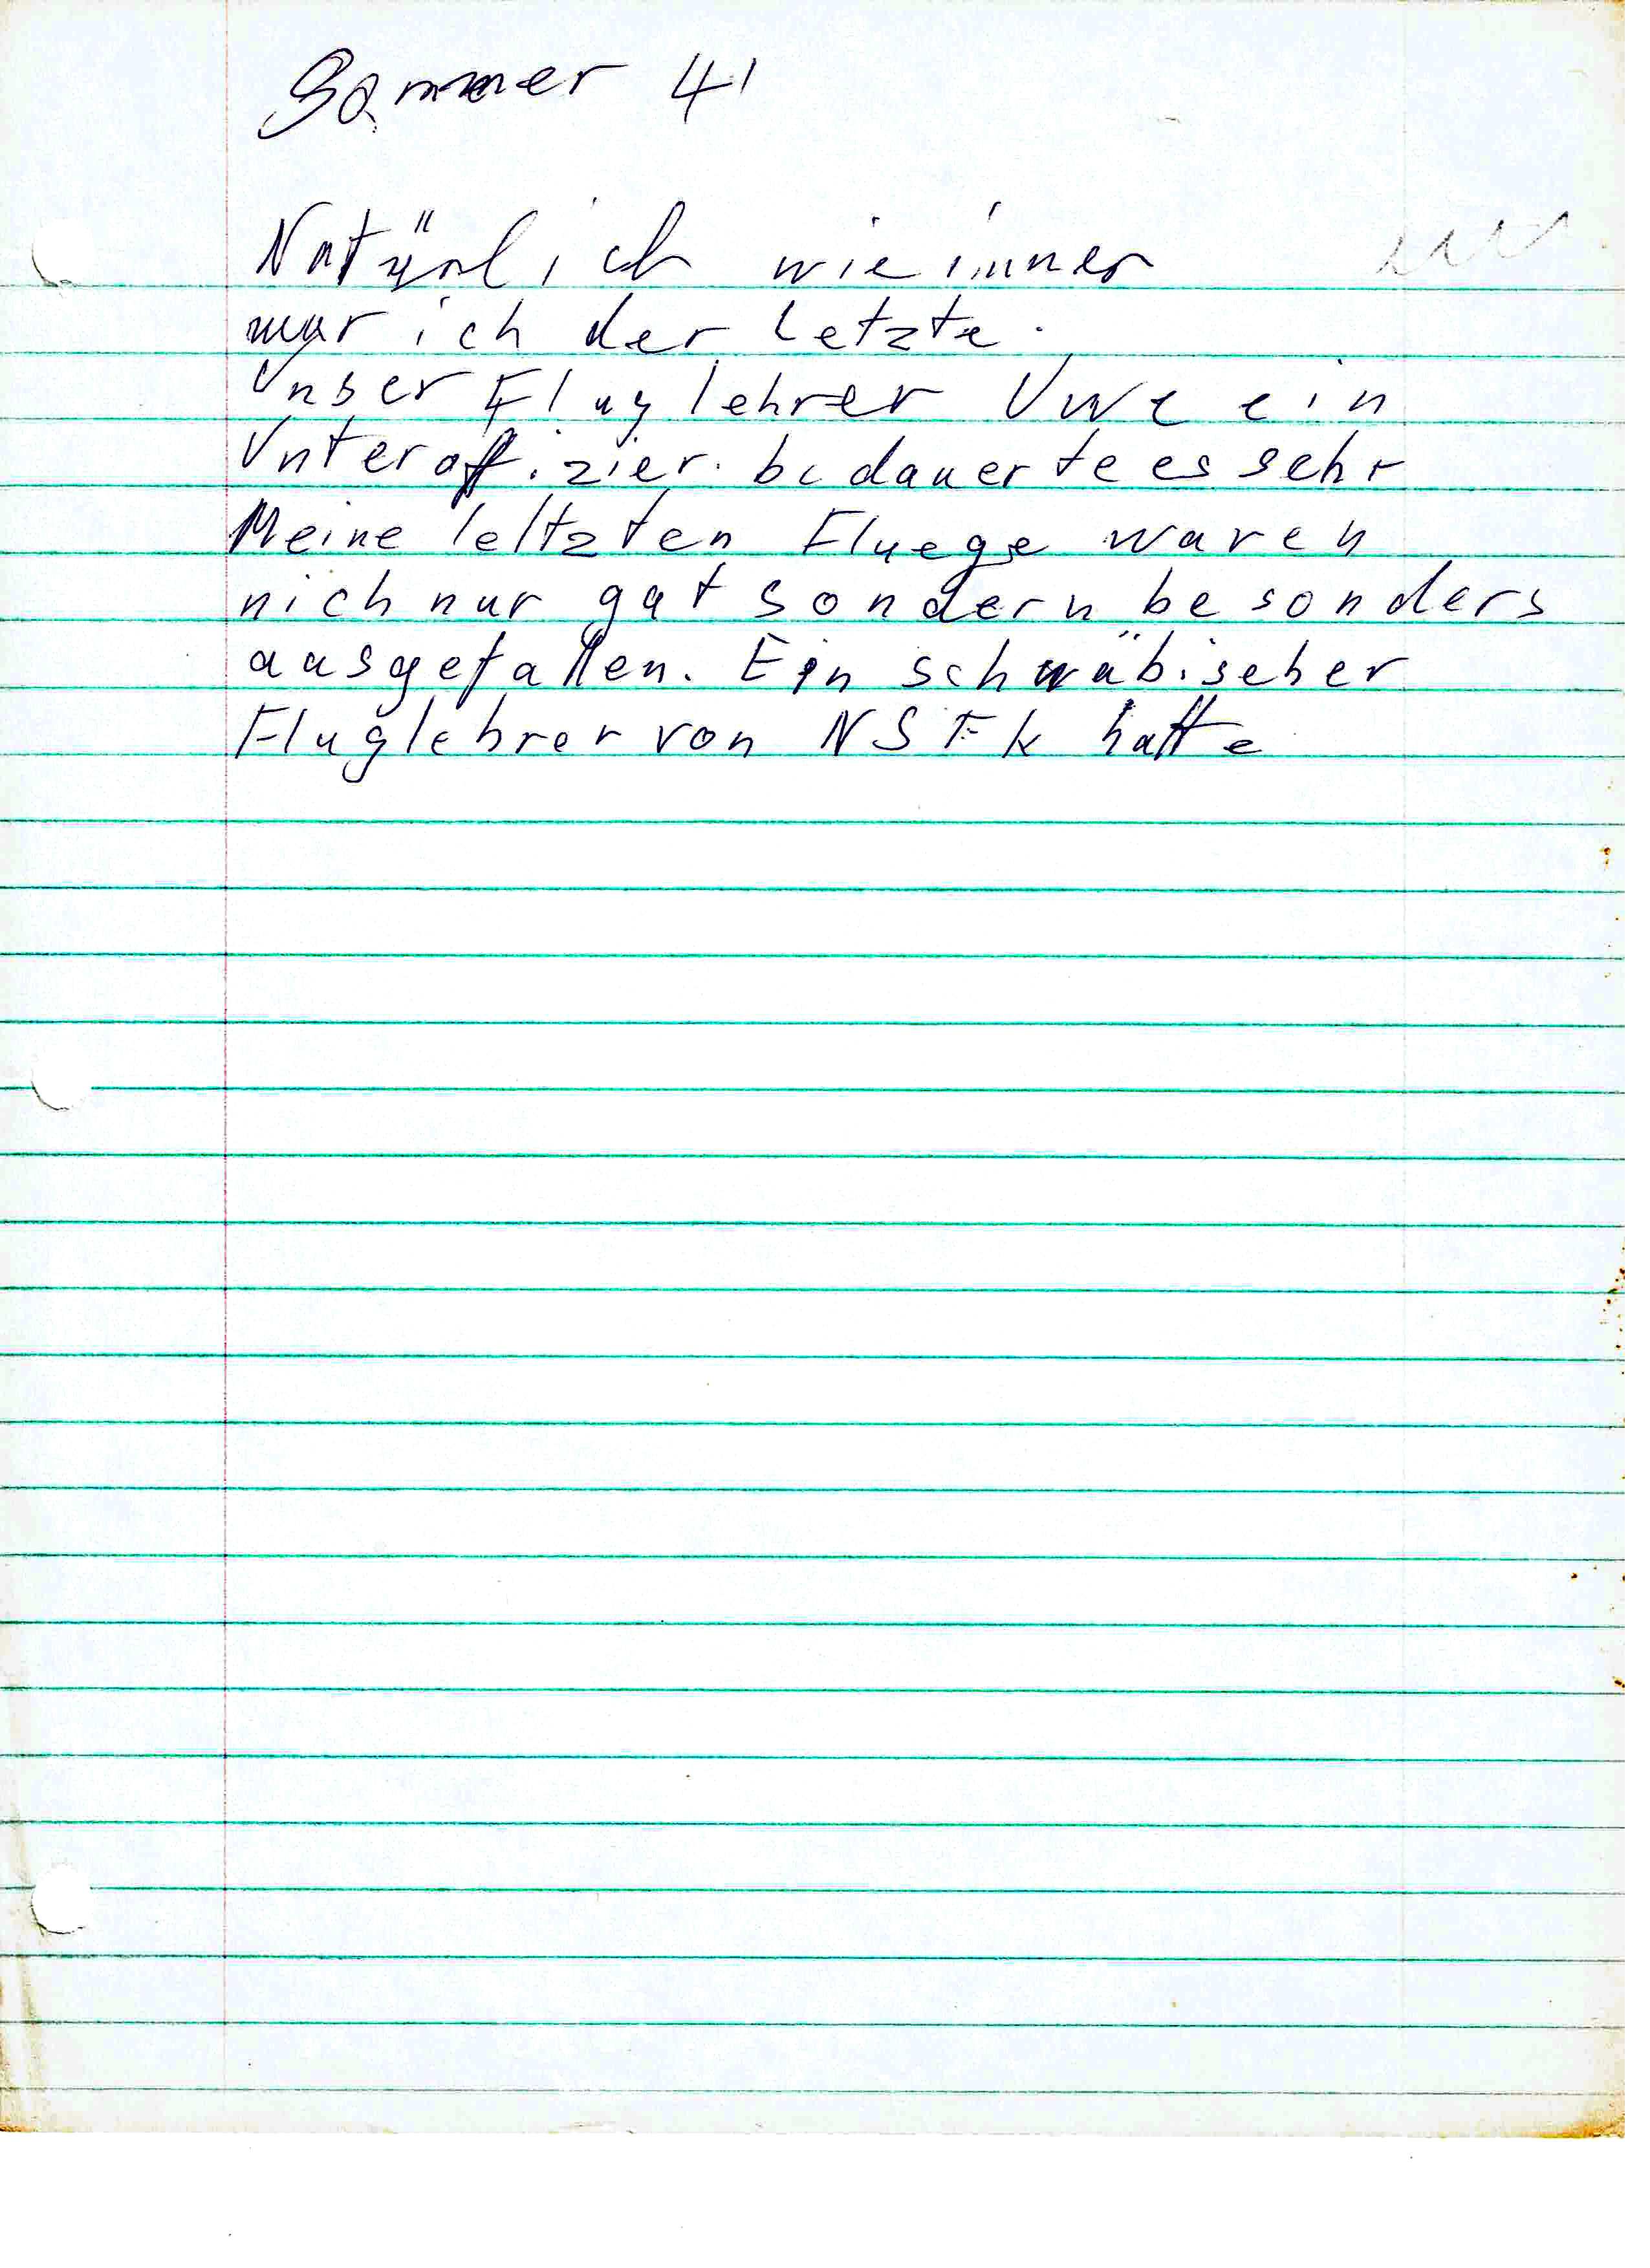 Sommer 41
Natürlich wie immer
war ich der letzte.
Unser Fluglehrer Uwe ein
Unteroffizier. bedauerte es sehr
Meine leltzten Fluege waren
nich nur gut sondern besonders
ausgefallen. Ein schwäbischer
Fluglehrer von NSFK hatte